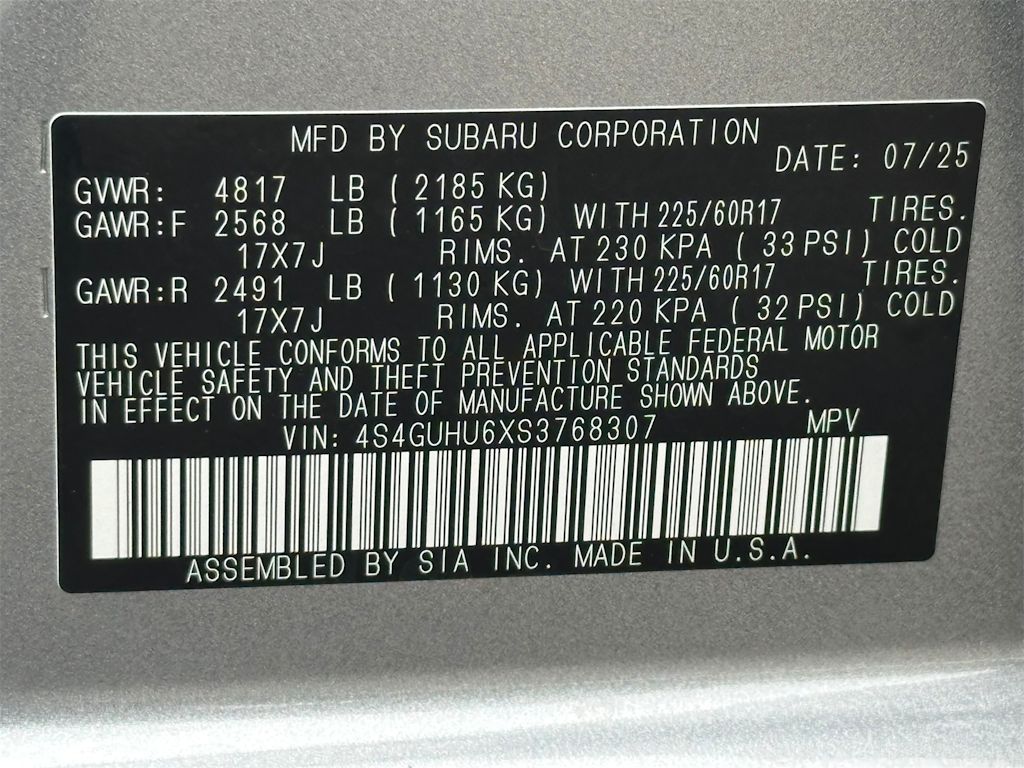 MFD BY SUBARU CORPORATION
DATE: 07/25
GVWR: 4817 LB ( 2185 KG)
GAWR:F 2568 LB ( 1165 KG) WITH 225/60R17 TIRES.
17X7J RIMS. AT 230 KPA ( 33 PSI) COLD
GAWR:R 2491 LB ( 1130 KG) WITH 225/60R17 TIRES.
17X7J RIMS. AT 220 KPA ( 32 PSI) COLD
THIS VEHICLE CONFORMS TO ALL APPLICABLE FEDERAL MOTOR
VEHICLE SAFETY AND THEFT PREVENTION STANDARDS
IN EFFECT ON THE DATE OF MANUFACTURE SHOWN ABOVE.
VIN: 4S4GUHU6XS3768307 MPV
ASSEMBLED BY SIA INC. MADE IN U.S.A.